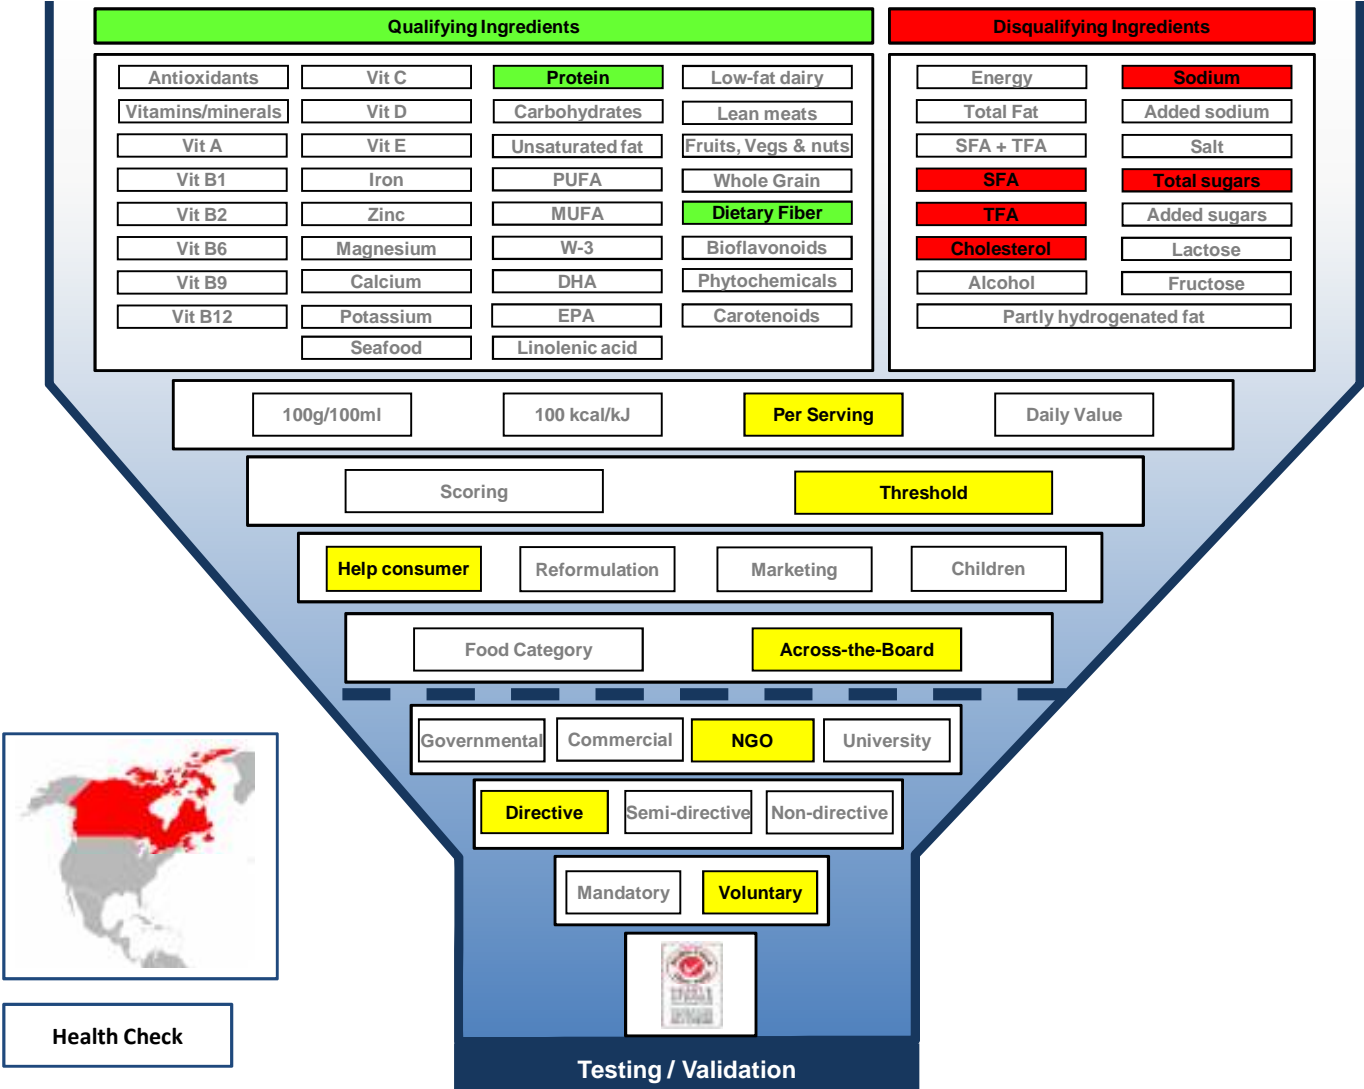 Qualifying Ingredients Disqualifying Ingredients
Antioxidants Vit C Protein Low-fat dairy Energy Sodium
Vitamins/minerals Vit D Carbohydrates Lean meats Total Fat Added sodium
Vit A Vit E Unsaturated fat Fruits, Vegs & nuts SFA + TFA Salt
Vit B1 Iron PUFA Whole Grain SFA Total sugars
Vit B2 Zinc MUFA Dietary Fiber TFA Added sugars
Vit B6 Magnesium W-3 Bioflavonoids Cholesterol Lactose
Vit B9 Calcium DHA Phytochemicals Alcohol Fructose
Vit B12 Potassium EPA Carotenoids Partly hydrogenated fat
Seafood Linolenic acid
100g/100ml 100 kcal/kJ Per Serving Daily Value
Scoring Threshold
Help consumer Reformulation Marketing Children
Food Category Across-the-Board
Governmental Commercial NGO University
Directive Semi-directive Non-directive
Mandatory Voluntary
Health Check
Testing / Validation